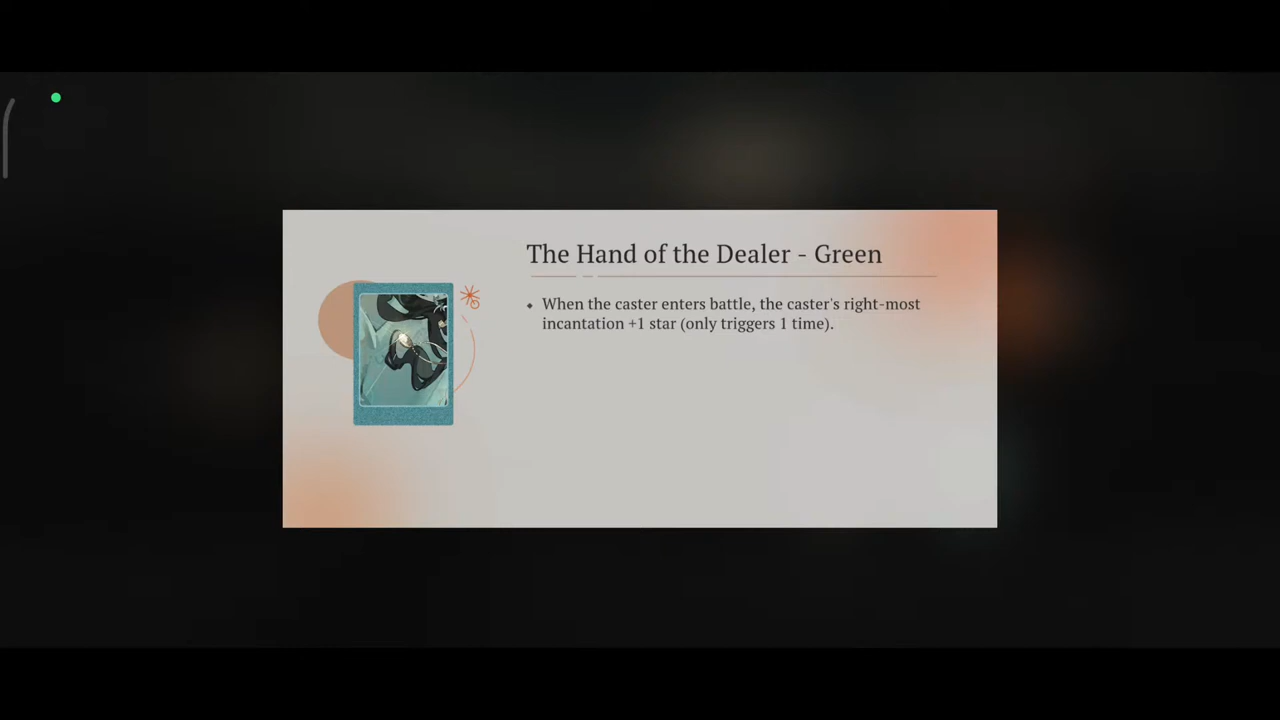 The Hand of the Dealer - Green
When the caster enters battle, the caster's right-most
incantation +1 star (only triggers 1 time).